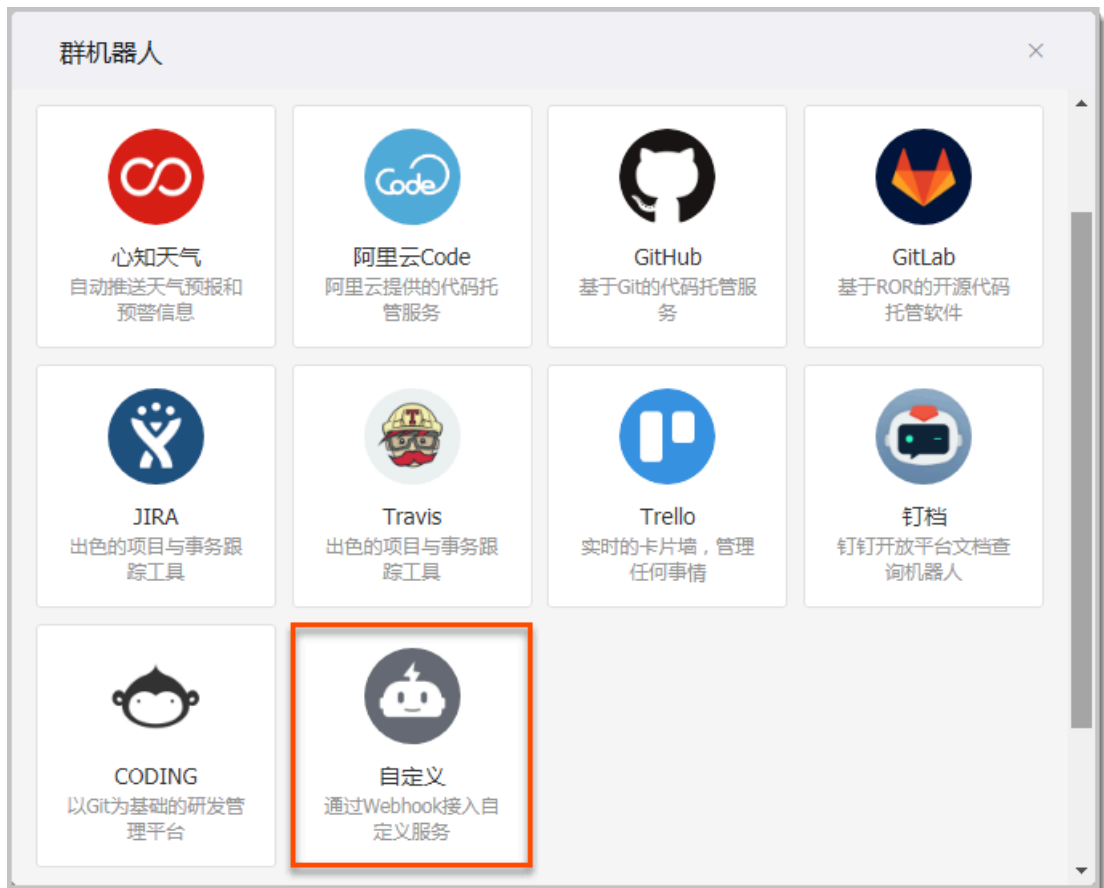 群机器人
心知天气
自动推送天气预报和
预警信息
Code
阿里云Code
阿里云提供的代码托
管服务
GitHub
基于Git的代码托管服
务
GitLab
基于ROR的开源代码
托管软件
JIRA
出色的项目与事务跟
踪工具
T
Travis
出色的项目与事务跟
踪工具
Trello
实时的卡片墙，管理
任何事情
钉档
钉钉开放平台文档查
询机器人
CODING
以Git为基础的研发管
理平台
自定义
通过Webhook接入自
定义服务